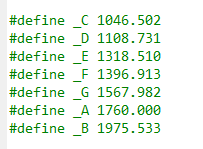 #define _C 1046.502
#define _D 1108.731
#define _E 1318.510
#define _F 1396.913
#define _G 1567.982
#define _A 1760.000
#define _B 1975.533